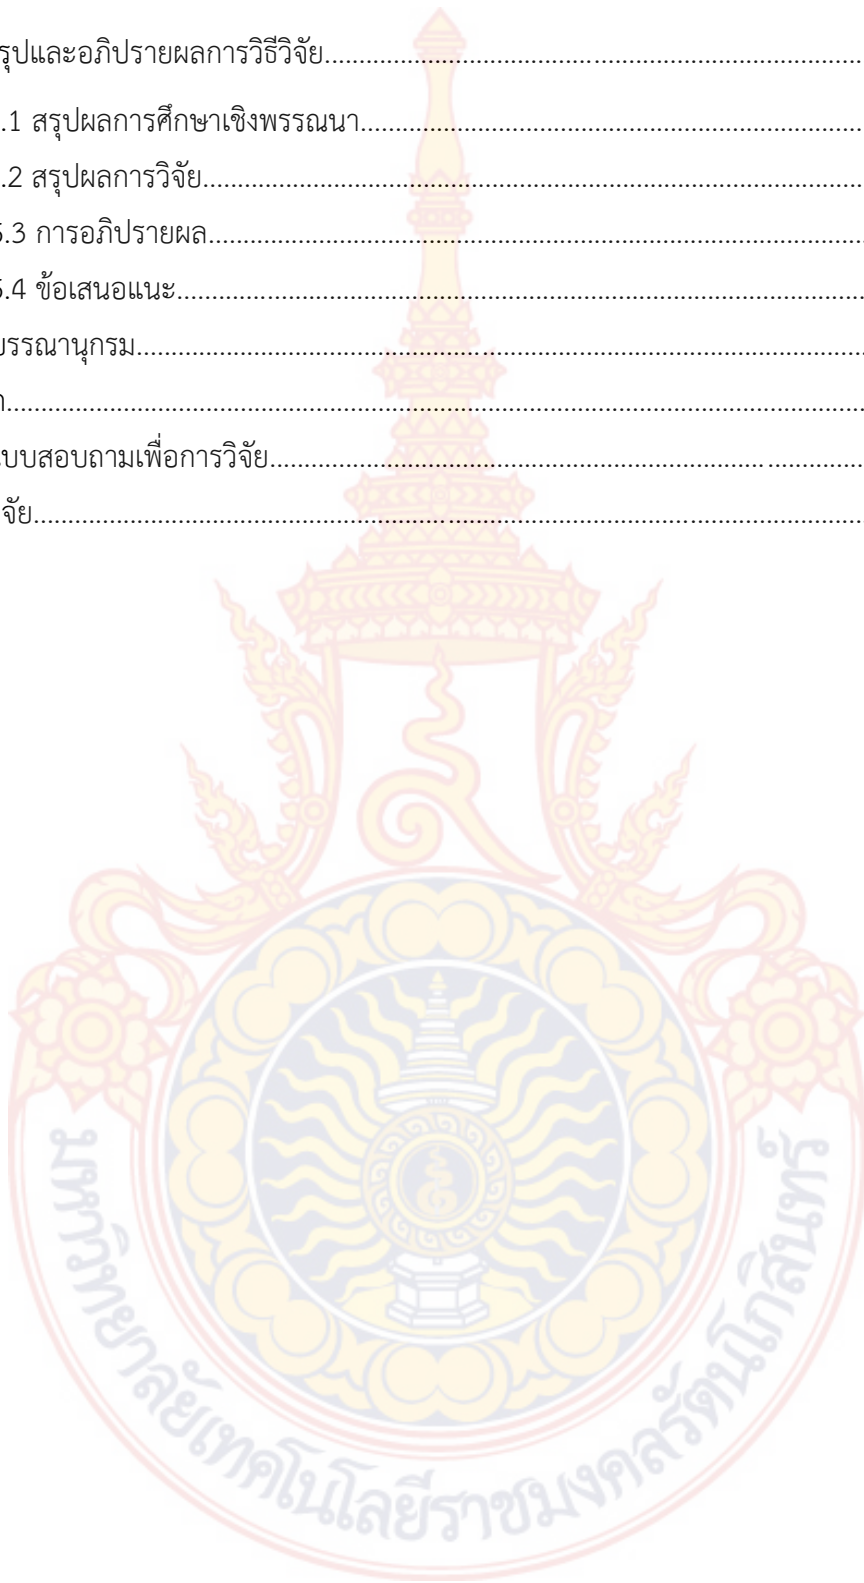 รุปและอภิปรายผลการวิธีวิจัย................................................................................
.1 สรุปผลการศึกษาเชิงพรรณนา................................................................................
.2 สรุปผลการวิจัย................................................................................
5.3 การอภิปรายผล................................................................................
5.4 ข้อเสนอแนะ................................................................................
บรรณานุกรม................................................................................
ก................................................................................
บบสอบถามเพื่อการวิจัย................................................................................
จัย................................................................................
มหาวิทยาลัยเทคโนโลยีราชมงคลรัตนโกสินทร์